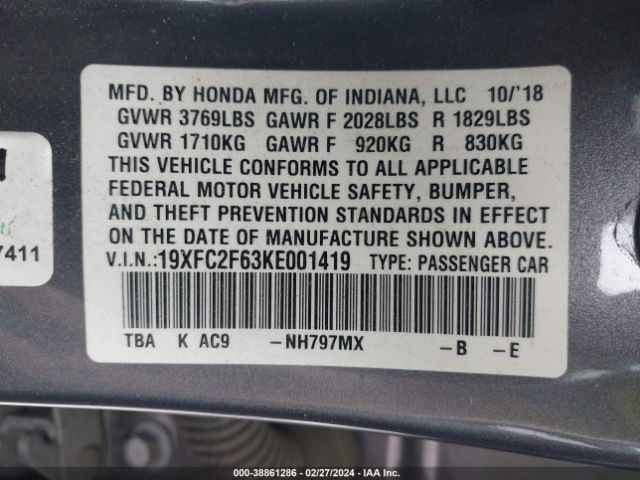 MFD. BY HONDA MFG. OF INDIANA, LLC 10/'18
GVWR 3769LBS GAWR F 2028LBS R 1829LBS
GVWR 1710KG GAWR F 920KG R 830KG
THIS VEHICLE CONFORMS TO ALL APPLICABLE
FEDERAL MOTOR VEHICLE SAFETY, BUMPER,
AND THEFT PREVENTION STANDARDS IN EFFECT
ON THE DATE OF MANUFACTURE SHOWN ABOVE.
V.I.N.:19XFC2F63KE001419 TYPE: PASSENGER CAR
TBA K AC9 -NH797MX -B -E
7411
000-38861286 - 02/27/2024 - IAA Inc.